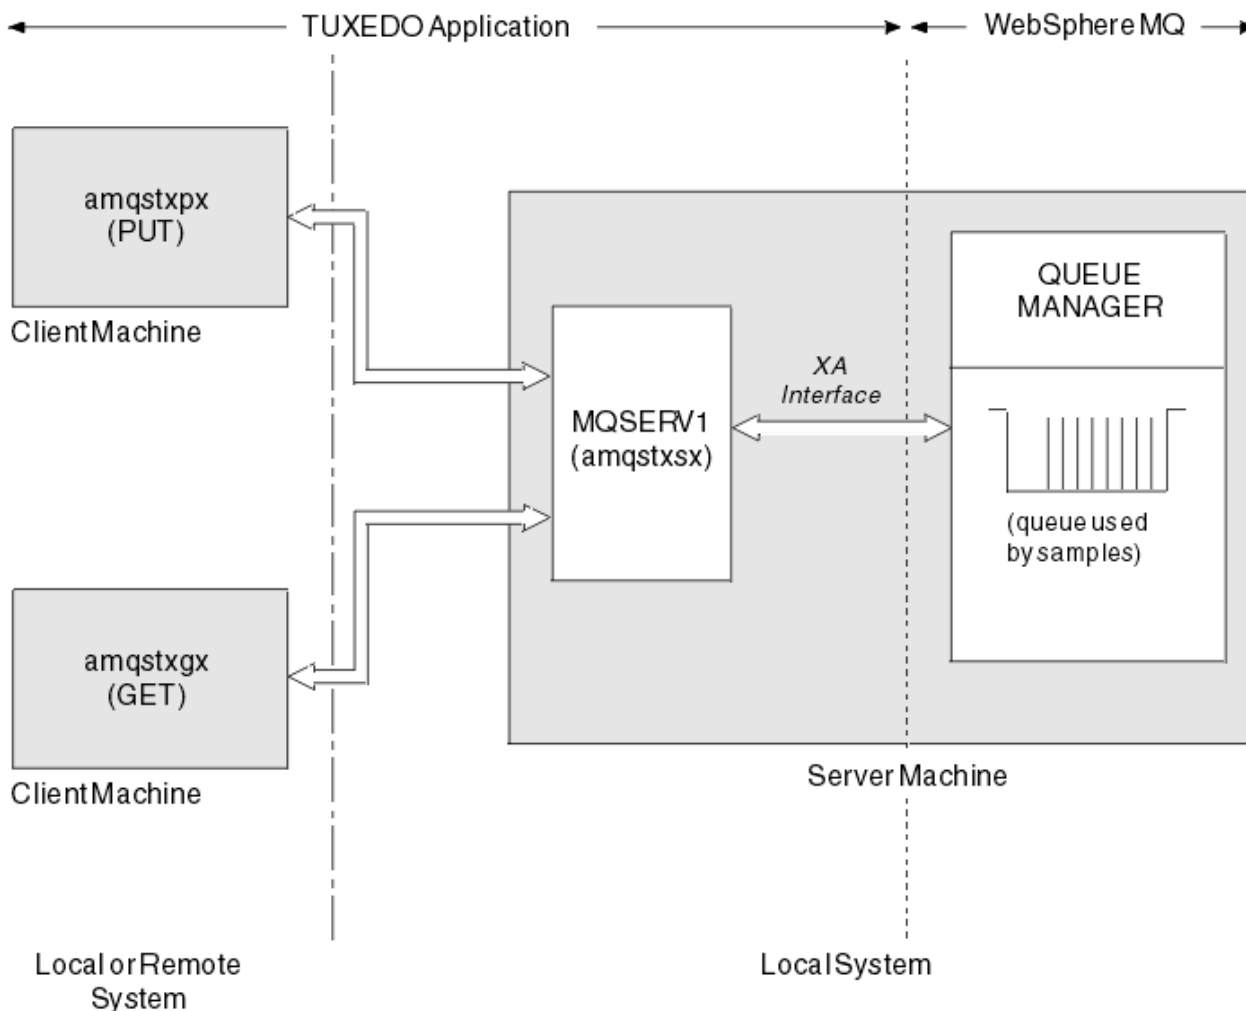 TUXEDO Application
WebSphere MQ
amqstxpx
(PUT)
Client Machine
QUEUE
MANAGER
XA
Interface
MQSERV1
(amqstxsx)
(queue used
by samples)
amqstxgx
(GET)
Client Machine
Server Machine
Local or Remote
System
Local System